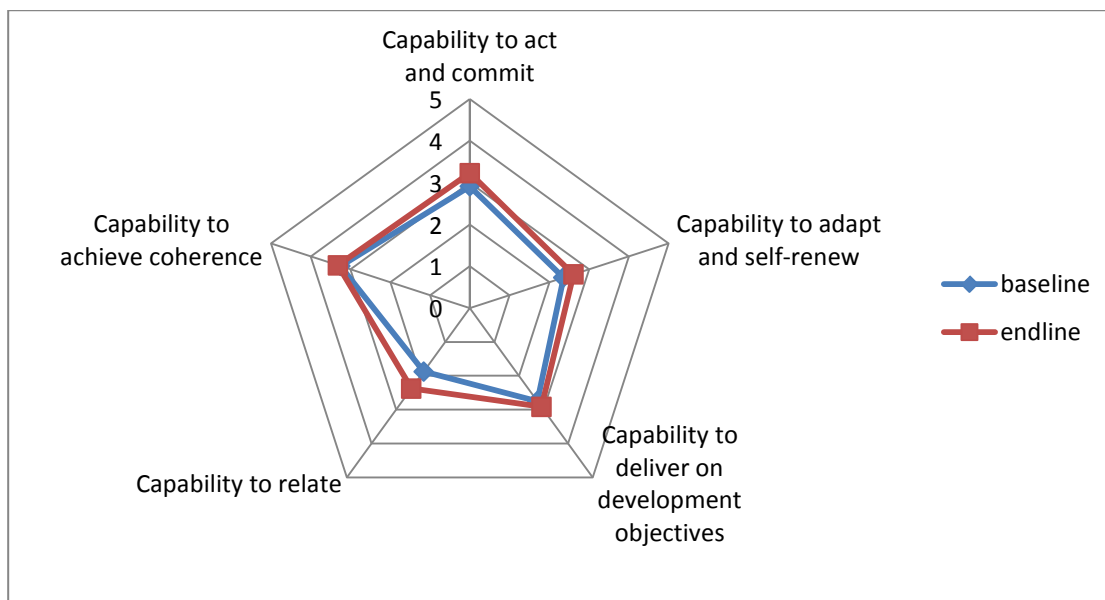 Capability to act
and commit
5
4
3
2
1
0
Capability to adapt
and self-renew
Capability to
achieve coherence
baseline
endline
Capability to
deliver on
development
objectives
Capability to relate